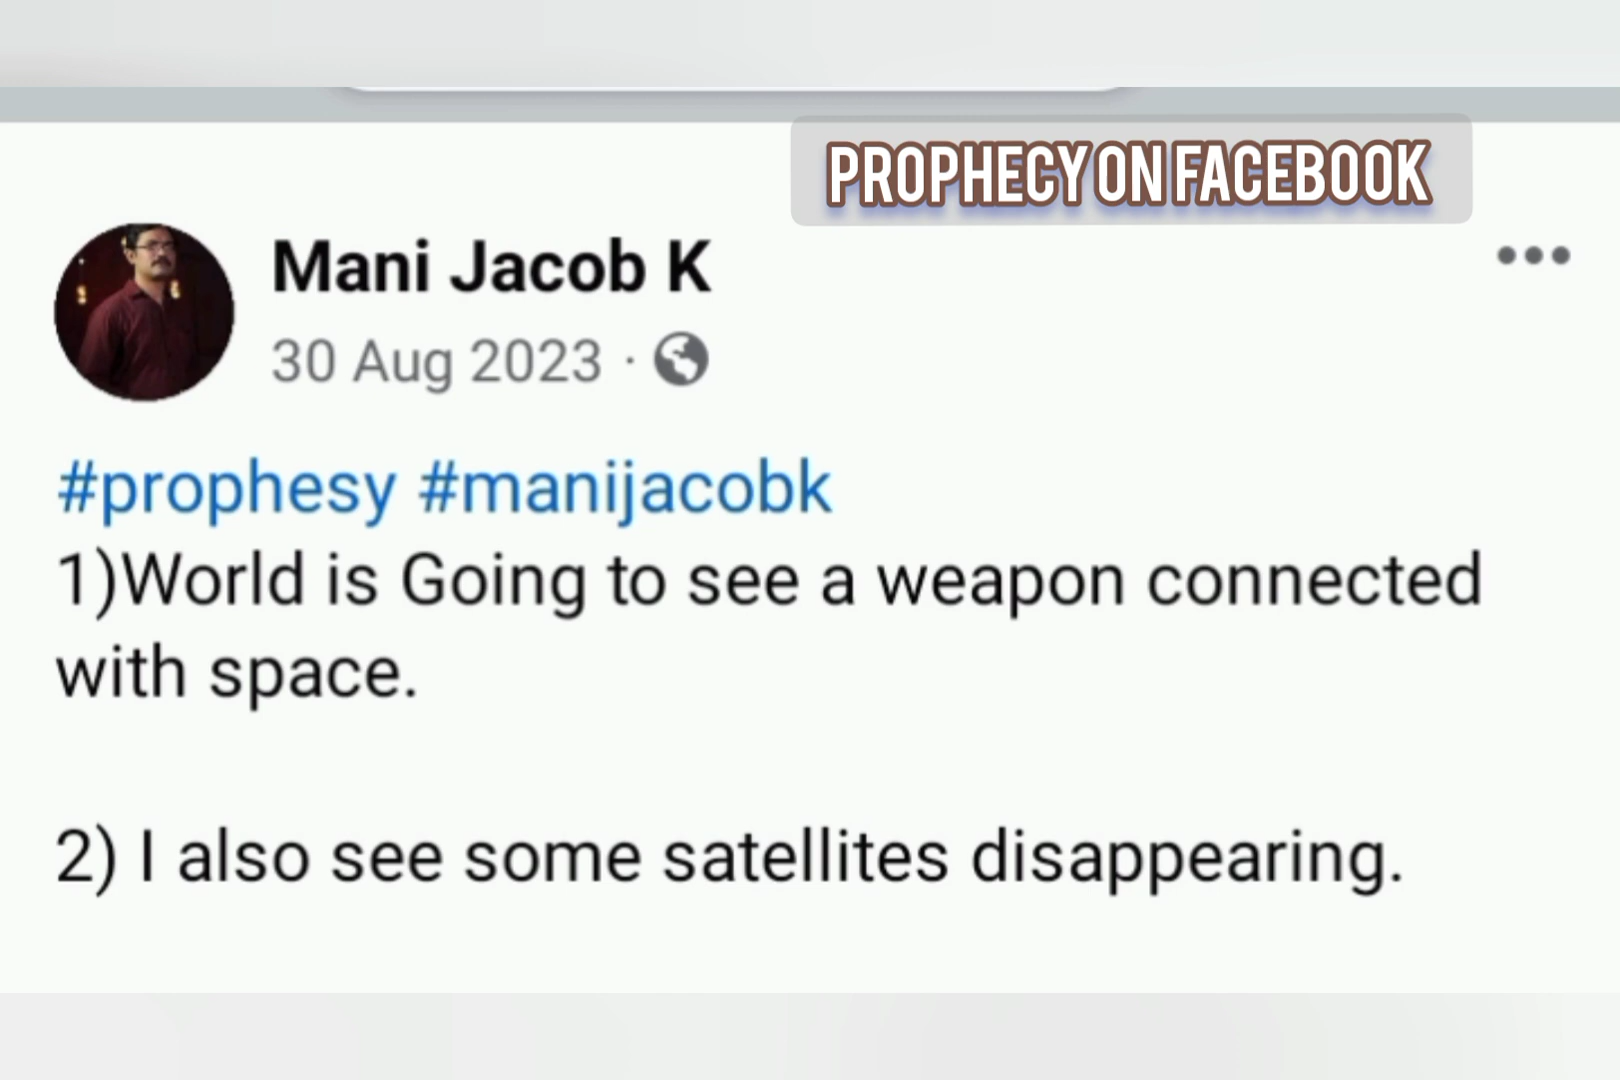 PROPHECY ON FACEBOOK
Mani Jacob K
30 Aug 2023 ·
#prophesy #manijacobk
1)World is Going to see a weapon connected
with space.
2) I also see some satellites disappearing.